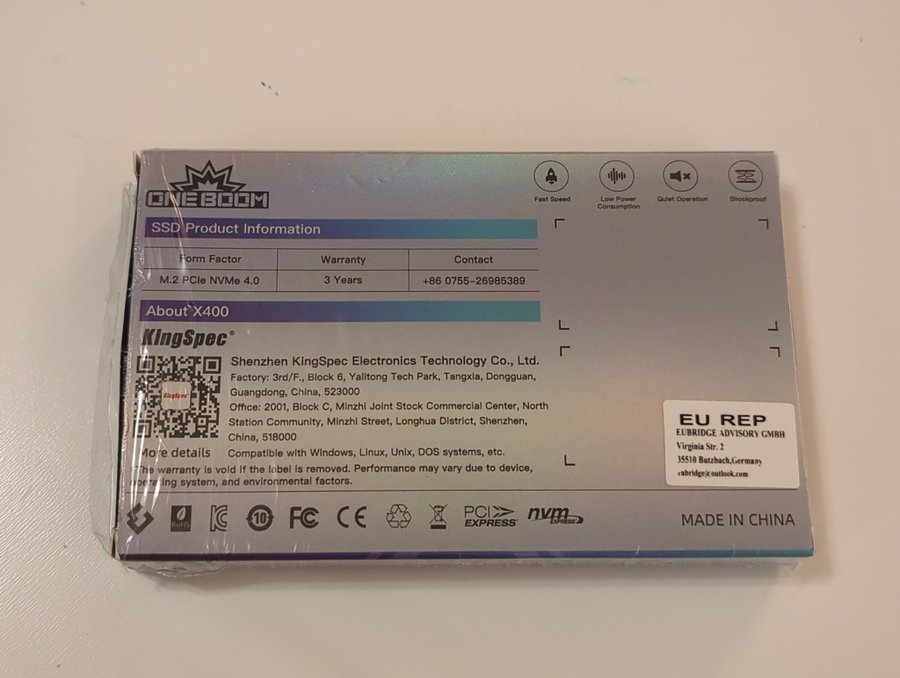 ONEBOOM
Fast Speed
Low Power
Consumption
Quiet Operation
Shockproof
SSD Product Information
Form Factor Warranty Contact
M.2 PCIe NVMe 4.0 3 Years +86 0755-26985389
About X400
KingSpec®
KingSpec
Shenzhen KingSpec Electronics Technology Co., Ltd.
Factory: 3rd/F., Block 6, Yalitong Tech Park, Tangxia, Dongguan,
Guangdong, China, 523000
Office: 2001, Block C, Minzhi Joint Stock Commercial Center, North
Station Community, Minzhi Street, Longhua District, Shenzhen,
China, 518000
More details Compatible with Windows, Linux, Unix, DOS systems, etc.
The warranty is void if the label is removed. Performance may vary due to device,
operating system, and environmental factors.
EU REP
EUBRIDGE ADVISORY GMBH
Virginia Str. 2
35510 Butzbach,Germany
eubridge@outlook.com
RoHS
10
FC
CE
PCI
EXPRESS®
nvm
EXPRESS
MADE IN CHINA